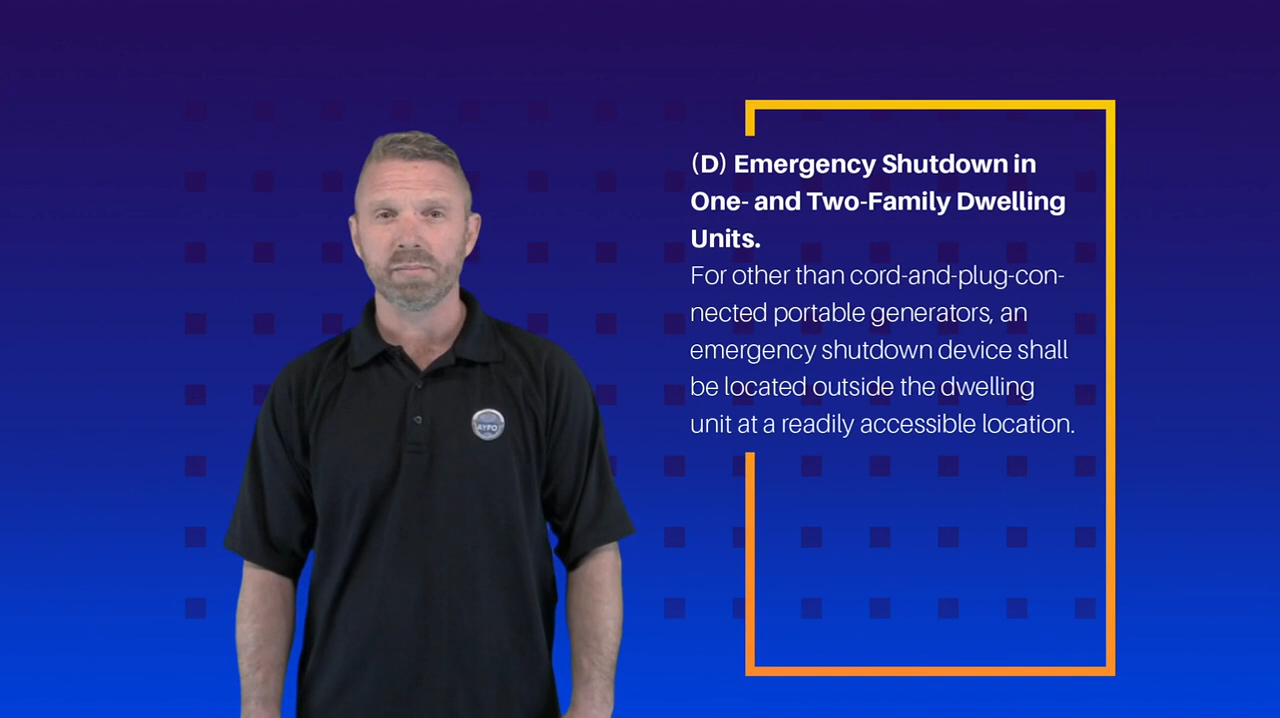 (D) Emergency Shutdown in
One- and Two-Family Dwelling
Units.
For other than cord-and-plug-con-
nected portable generators, an
emergency shutdown device shall
be located outside the dwelling
unit at a readily accessible location.
AYPO